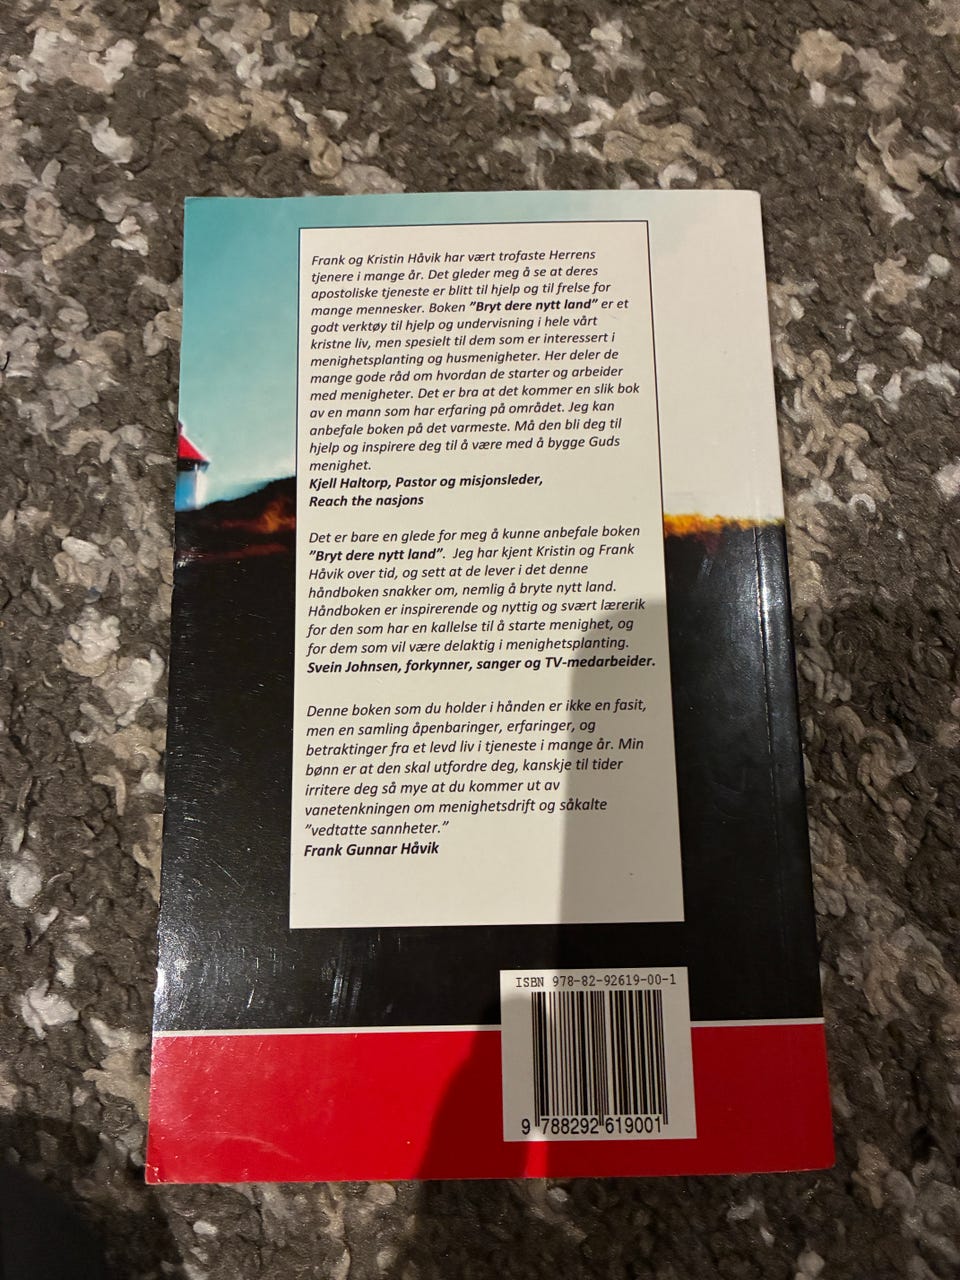 Frank og Kristin Håvik har vært trofaste Herrens
tjenere i mange år. Det gleder meg å se at deres
apostoliske tjeneste er blitt til hjelp og til frelse for
mange mennesker. Boken ”Bryt dere nytt land” er et
godt verktøy til hjelp og undervisning i hele vårt
kristne liv, men spesielt til dem som er interessert i
menighetsplanting og husmenigheter. Her deler de
mange gode råd om hvordan de starter og arbeider
med menigheter. Det er bra at det kommer en slik bok
av en mann som har erfaring på området. Jeg kan
anbefale boken på det varmeste. Må den bli deg til
hjelp og inspirere deg til å være med å bygge Guds
menighet.
Kjell Haltorp, Pastor og misjonsleder,
Reach the nasjons
Det er bare en glede for meg å kunne anbefale boken
”Bryt dere nytt land”. Jeg har kjent Kristin og Frank
Håvik over tid, og sett at de lever i det denne
håndboken snakker om, nemlig å bryte nytt land.
Håndboken er inspirerende og nyttig og svært lærerik
for den som har en kallelse til å starte menighet, og
for dem som vil være delaktig i menighetsplanting.
Svein Johnsen, forkynner, sanger og TV-medarbeider.
Denne boken som du holder i hånden er ikke en fasit,
men en samling åpenbaringer, erfaringer, og
betraktinger fra et levd liv i tjeneste i mange år. Min
bønn er at den skal utfordre deg, kanskje til tider
irritere deg så mye at du kommer ut av
vanetenkningen om menighetsdrift og såkalte
”vedtatte sannheter.”
Frank Gunnar Håvik
ISBN 978-82-92619-00-1
9 788292 619001